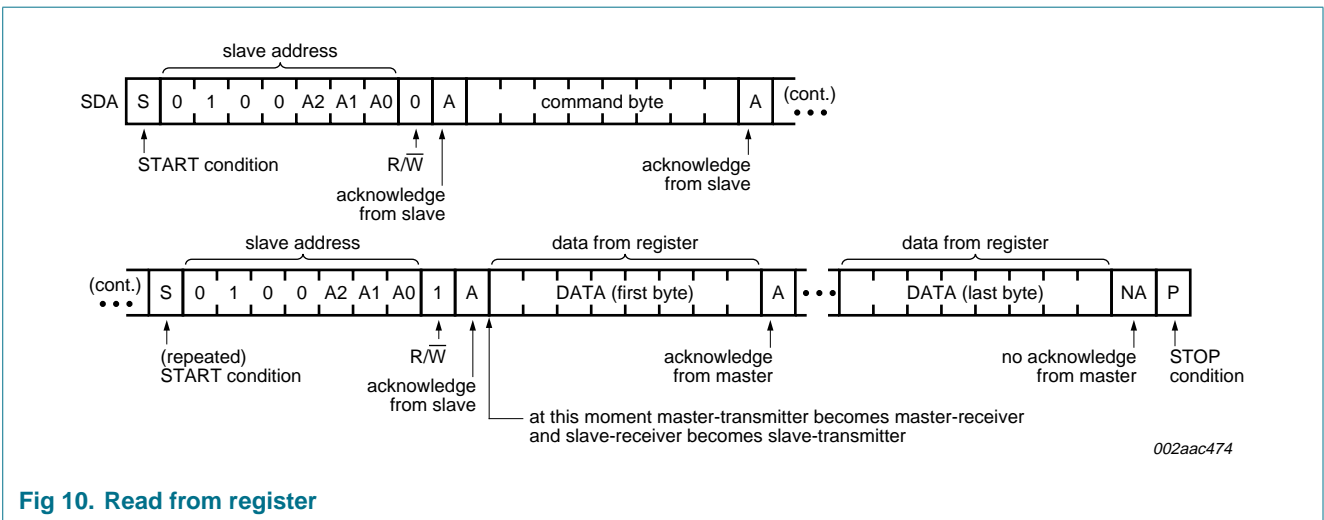 slave address
SDA S 0 1 0 0 A2 A1 A0 0 A command byte A (cont.)
START condition R/W̅ acknowledge from slave
acknowledge from slave
slave address data from register data from register
(cont.) S 0 1 0 0 A2 A1 A0 1 A DATA (first byte) A DATA (last byte) NA P
(repeated) START condition R/W̅ acknowledge from master no acknowledge from master STOP condition
acknowledge from slave
at this moment master-transmitter becomes master-receiver
and slave-receiver becomes slave-transmitter
002aac474
Fig 10. Read from register